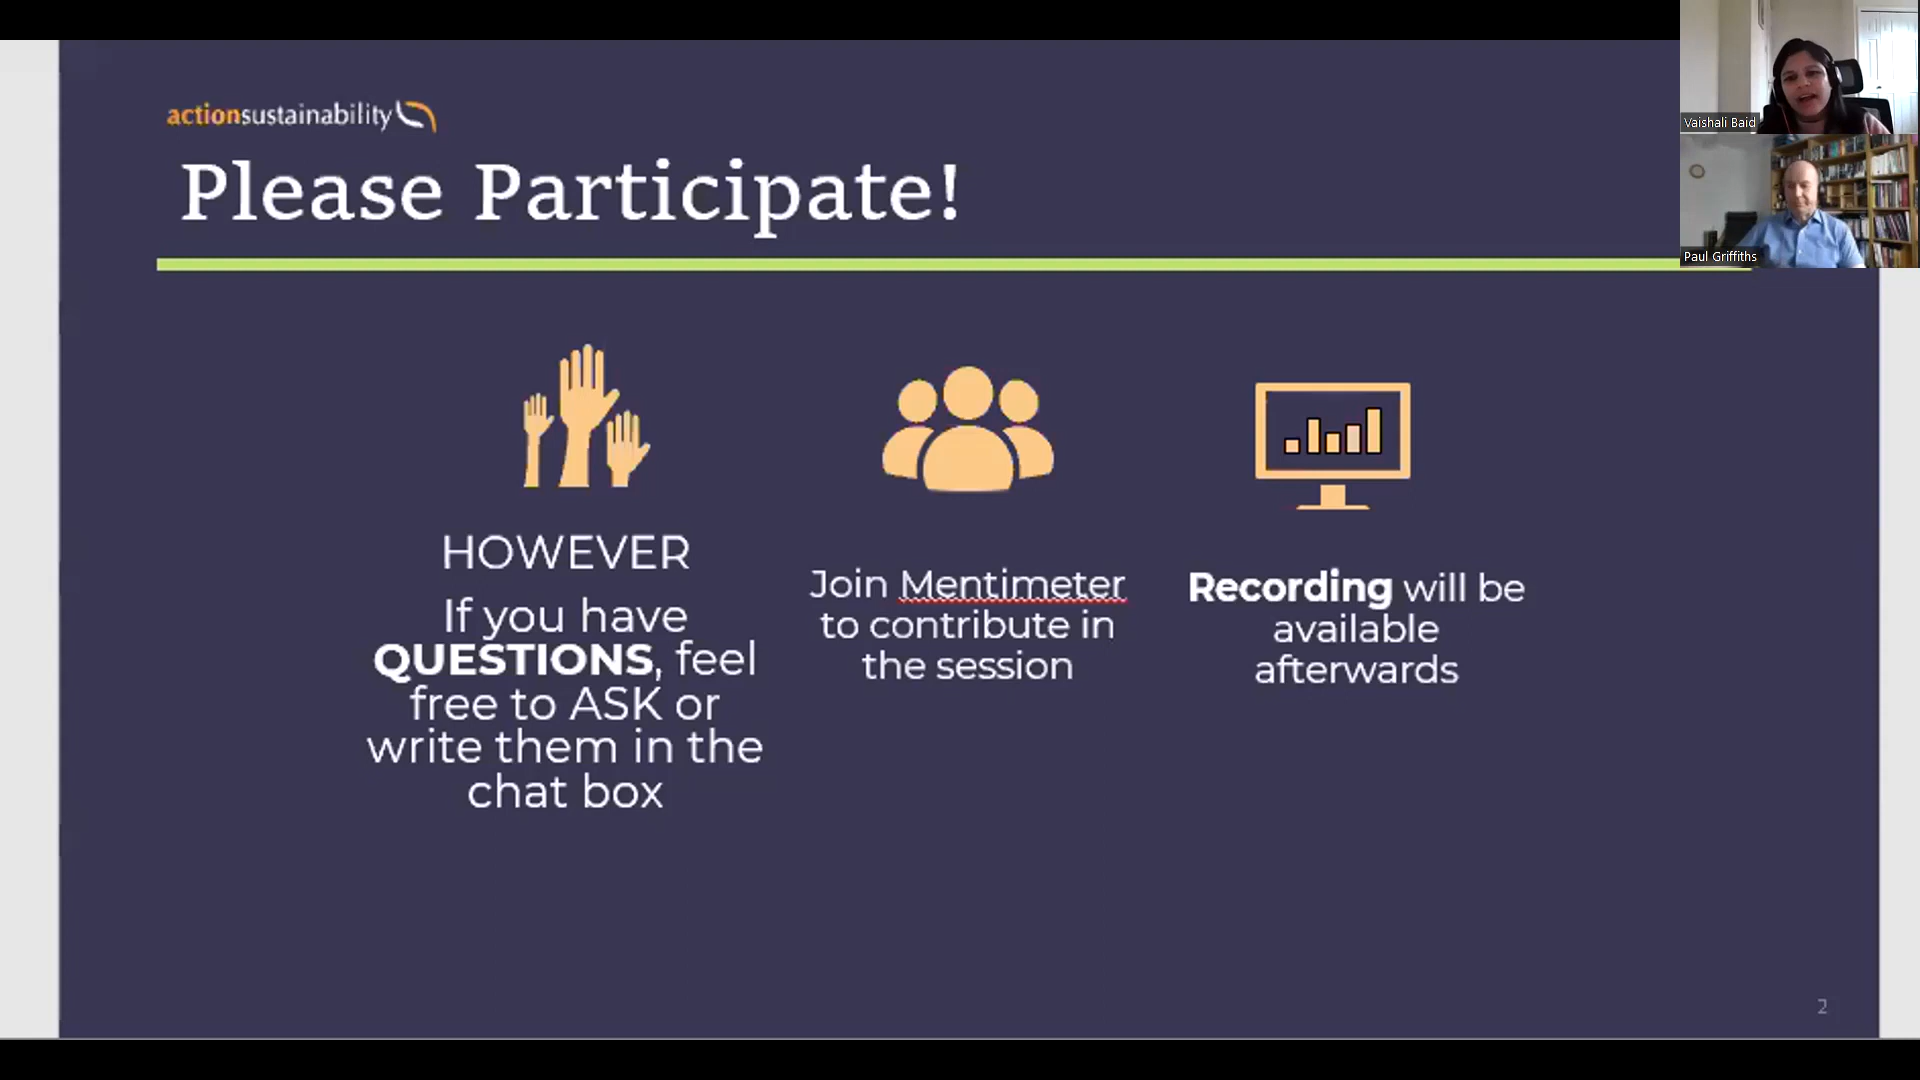 actionsustainability
Please Participate!
HOWEVER
If you have
QUESTIONS, feel
free to ASK or
write them in the
chat box
Join Mentimeter
to contribute in
the session
Recording will be
available
afterwards
2
Vaishali Baid
Paul Griffiths